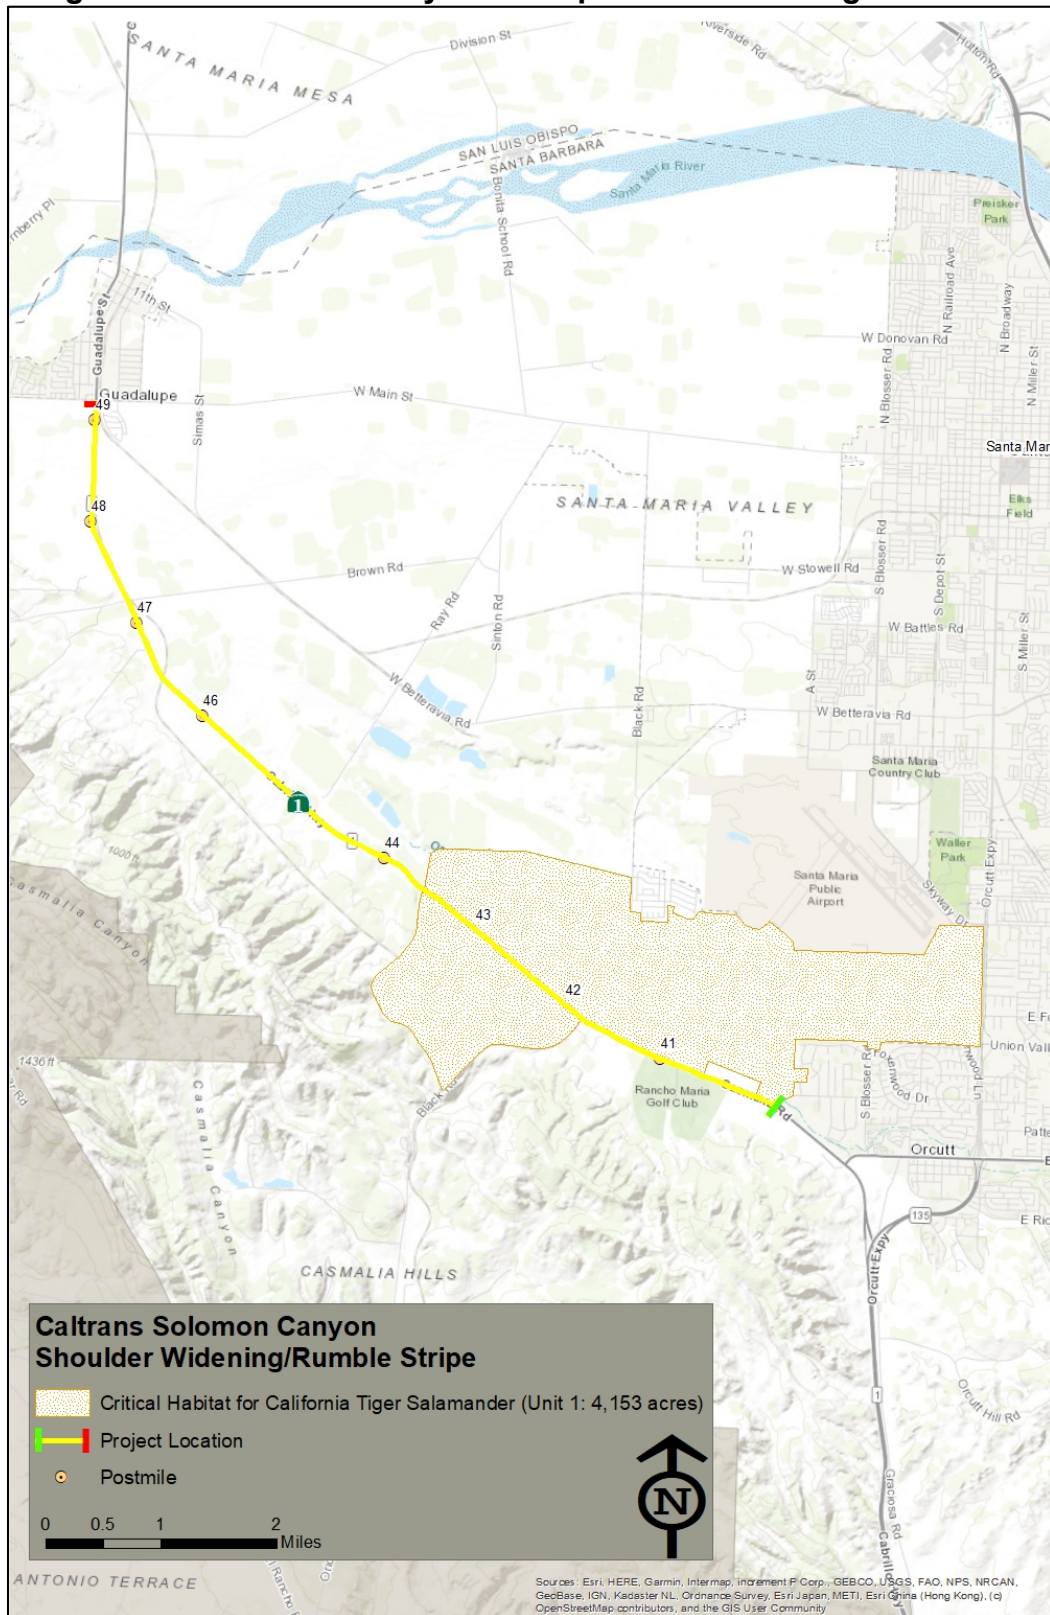 Division St
Riverside Rd
Hutton Rd
SANTA MARIA MESA
SAN LUIS OBISPO
SANTA BARBARA
Santa Maria River
Bonita School Rd
Preisker
Park
11th St
Guadalupe St
N Railroad Ave
N Broadway
W Donovan Rd
N Blosser Rd
N Miller St
Guadalupe
49
W Main St
Simas St
Santa Mar
48
SANTA MARIA VALLEY
Elks
Field
Brown Rd
W Stowell Rd
S Blosser Rd
S Depot St
47
Ray Rd
Sinton Rd
W Battles Rd
S Miller St
46
W Betteravia Rd
Black Rd
A St
W Betteravia Rd
Santa Maria
Country Club
1
44
1000 ft
Waller
Park
Orcutt Expy
Casmalia Canyon
Santa Maria
Public
Airport
Skyway Dr
43
42
41
E Fo
Union Vall
S Blosser Rd
1436 ft
Rancho Maria
Golf Club
Casmalia Canyon
Orcutt
Patte
135
E Ric
Orcutt Expy
CASMALIA HILLS
1
Orcutt Hill Rd
Graciosa Rd
Caltrans Solomon Canyon
Shoulder Widening/Rumble Stripe
Critical Habitat for California Tiger Salamander (Unit 1: 4,153 acres)
Project Location
Postmile
0 0.5 1 2
Miles
N
ANTONIO TERRACE
Sources: Esri, HERE, Garmin, Intermap, increment P Corp., GEBCO, USGS, FAO, NPS, NRCAN,
GeoBase, IGN, Kadaster NL, Ordnance Survey, Esri Japan, METI, Esri China (Hong Kong), (c)
OpenStreetMap contributors, and the GIS User Community